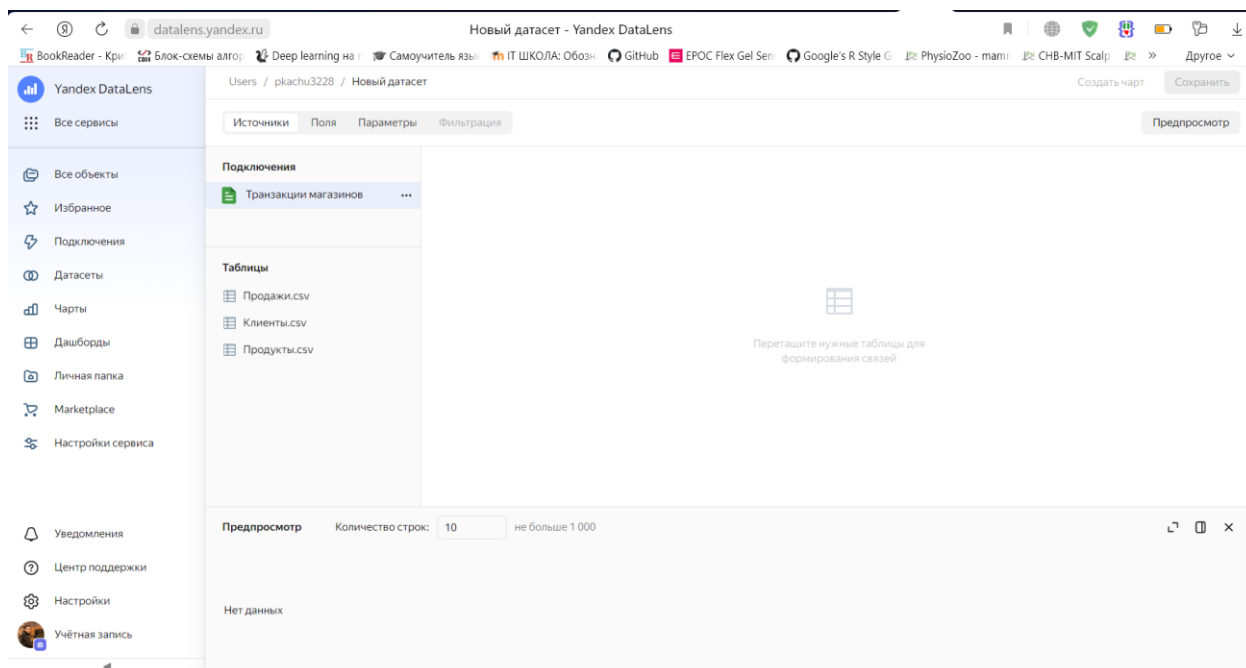 datalens.yandex.ru Новый датасет - Yandex DataLens
BookReader - Кри Блок-схемы алгор Deep learning на г Самоучитель язы IT ШКОЛА: Обозн GitHub EPOC Flex Gel Sen Google's R Style G PhysioZoo - mamm CHB-MIT Scalp » Другое
Yandex DataLens
Users / pkachu3228 / Новый датасет
Создать чарт
Сохранить
Все сервисы
Источники Поля Параметры Фильтрация
Предпросмотр
Все объекты
Избранное
Подключения
Датасеты
Чарты
Дашборды
Личная папка
Marketplace
Настройки сервиса
Уведомления
Центр поддержки
Настройки
Учётная запись
Подключения
Транзакции магазинов ...
Таблицы
Продажи.csv
Клиенты.csv
Продукты.csv
Перетащите нужные таблицы для
формирования связей
Предпросмотр Количество строк: 10 не больше 1 000
Нет данных